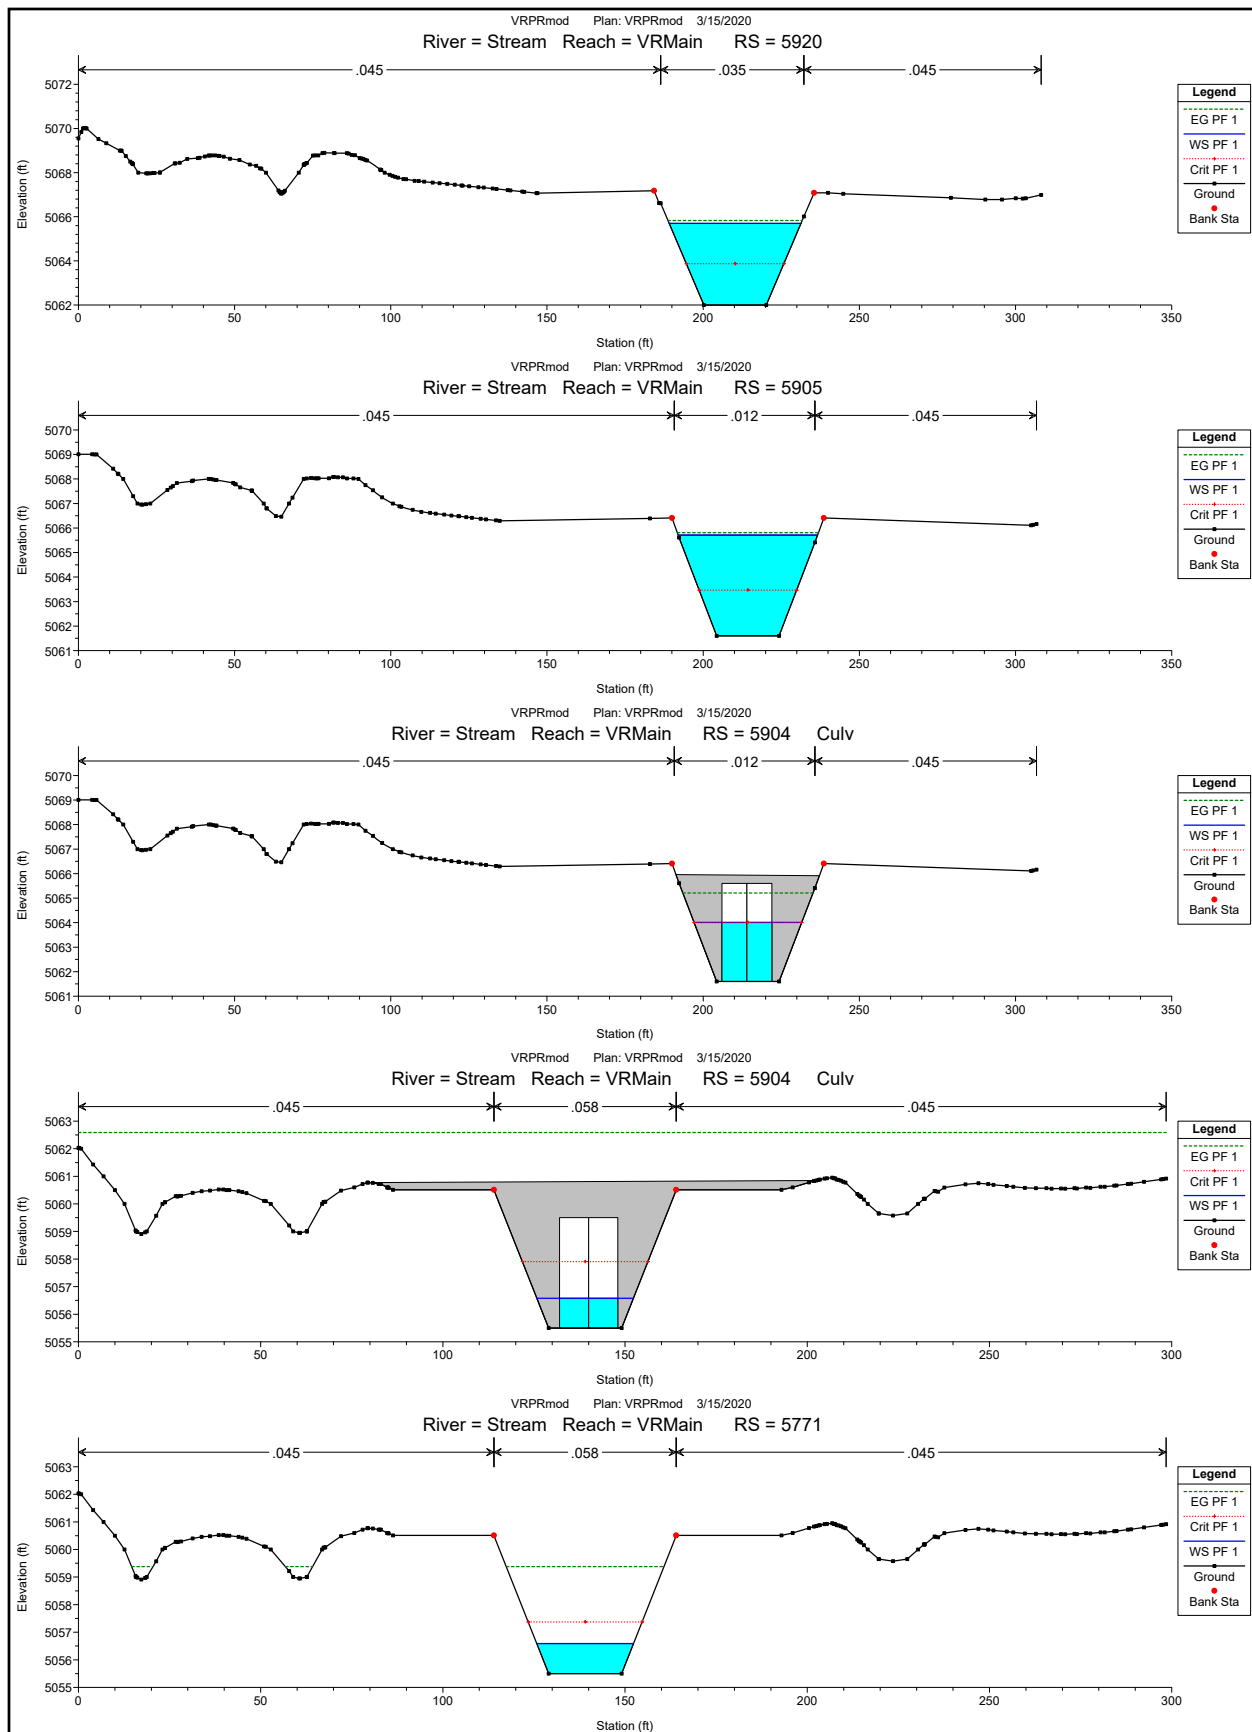 VRPRmod Plan: VRPRmod 3/15/2020
River = Stream Reach = VRMain RS = 5920
.045 .035 .045
5072
5070
5068
5066
5064
5062
Elevation (ft)
0 50 100 150 200 250 300 350
Station (ft)
Legend
EG PF 1
WS PF 1
Crit PF 1
Ground
Bank Sta
VRPRmod Plan: VRPRmod 3/15/2020
River = Stream Reach = VRMain RS = 5905
.045 .012 .045
5070
5069
5068
5067
5066
5065
5064
5063
5062
5061
Elevation (ft)
0 50 100 150 200 250 300 350
Station (ft)
Legend
EG PF 1
WS PF 1
Crit PF 1
Ground
Bank Sta
VRPRmod Plan: VRPRmod 3/15/2020
River = Stream Reach = VRMain RS = 5904 Culv
.045 .012 .045
5070
5069
5068
5067
5066
5065
5064
5063
5062
5061
Elevation (ft)
0 50 100 150 200 250 300 350
Station (ft)
Legend
EG PF 1
WS PF 1
Crit PF 1
Ground
Bank Sta
VRPRmod Plan: VRPRmod 3/15/2020
River = Stream Reach = VRMain RS = 5904 Culv
.045 .058 .045
5063
5062
5061
5060
5059
5058
5057
5056
5055
Elevation (ft)
0 50 100 150 200 250 300
Station (ft)
Legend
EG PF 1
Crit PF 1
WS PF 1
Ground
Bank Sta
VRPRmod Plan: VRPRmod 3/15/2020
River = Stream Reach = VRMain RS = 5771
.045 .058 .045
5063
5062
5061
5060
5059
5058
5057
5056
5055
Elevation (ft)
0 50 100 150 200 250 300
Station (ft)
Legend
EG PF 1
Crit PF 1
WS PF 1
Ground
Bank Sta